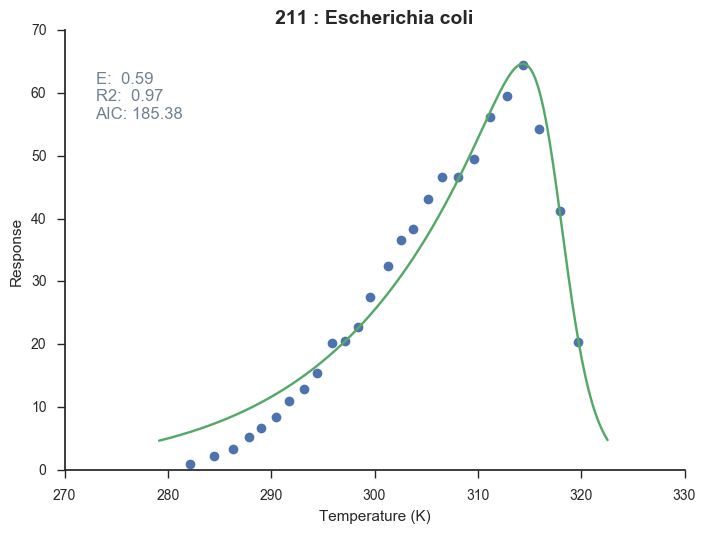 211 : Escherichia coli
70
60
50
40
30
20
10
0
E: 0.59
R2: 0.97
AIC: 185.38
Response
270 280 290 300 310 320 330
Temperature (K)